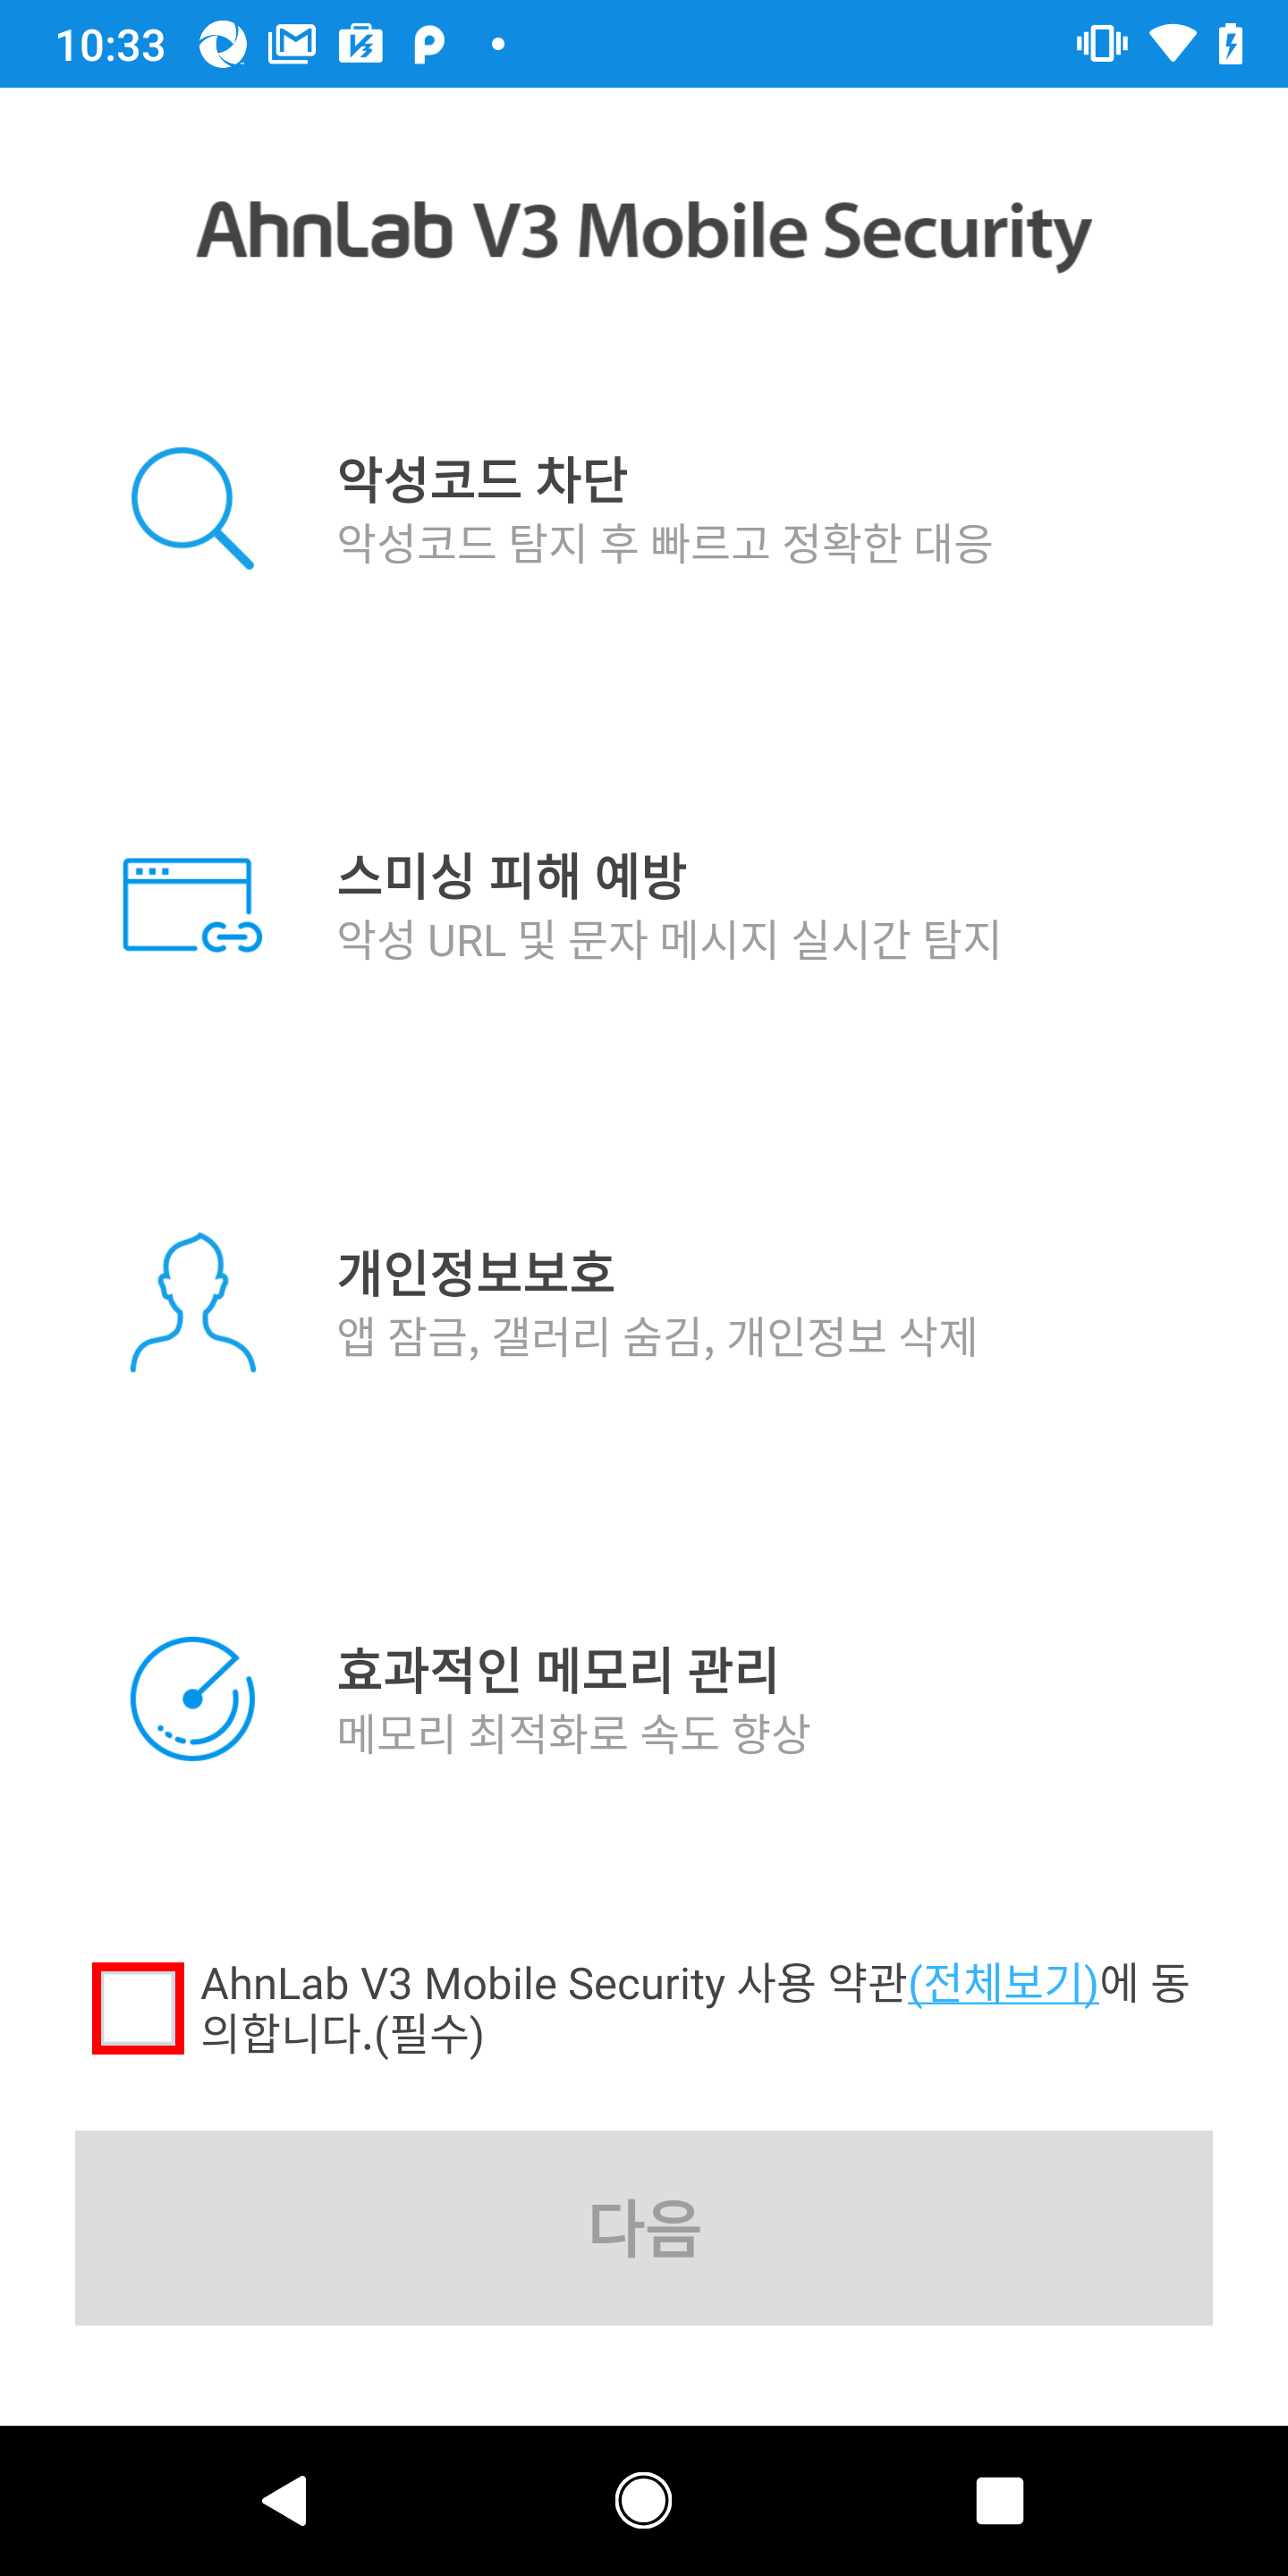 10:33
AhnLab V3 Mobile Security
악성코드 차단
악성코드 탐지 후 빠르고 정확한 대응
스미싱 피해 예방
악성 URL 및 문자 메시지 실시간 탐지
개인정보보호
앱 잠금, 갤러리 숨김, 개인정보 삭제
효과적인 메모리 관리
메모리 최적화로 속도 향상
AhnLab V3 Mobile Security 사용 약관(전체보기)에 동
의합니다.(필수)
다음